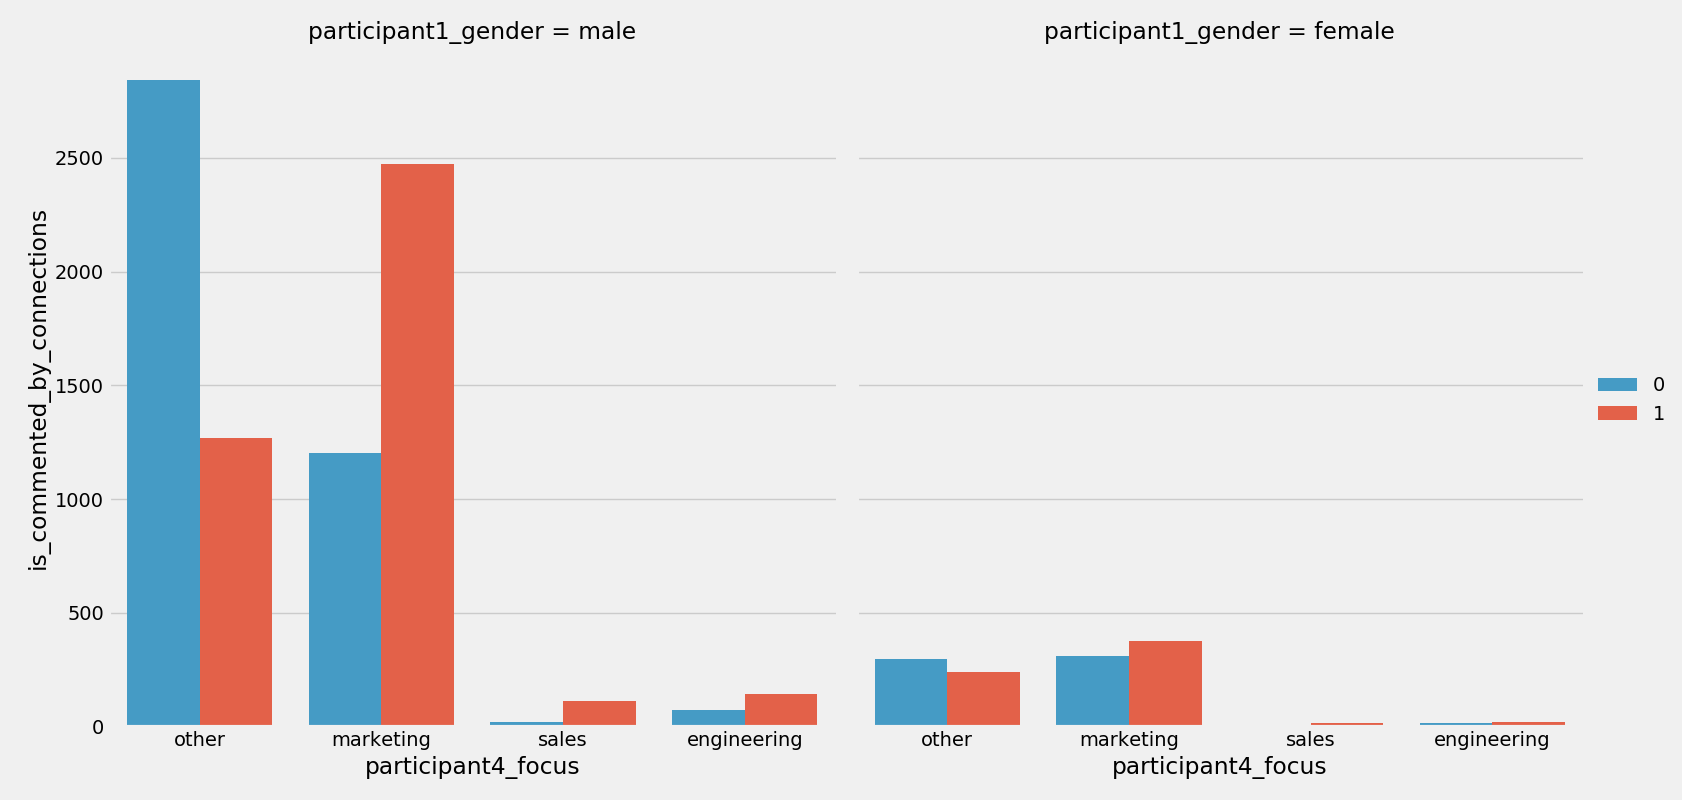 participant1_gender = male
participant1_gender = female
is_commented_by_connections
2500
2000
1500
1000
500
0
other
marketing
sales
engineering
participant4_focus
other
marketing
sales
engineering
participant4_focus
0
1